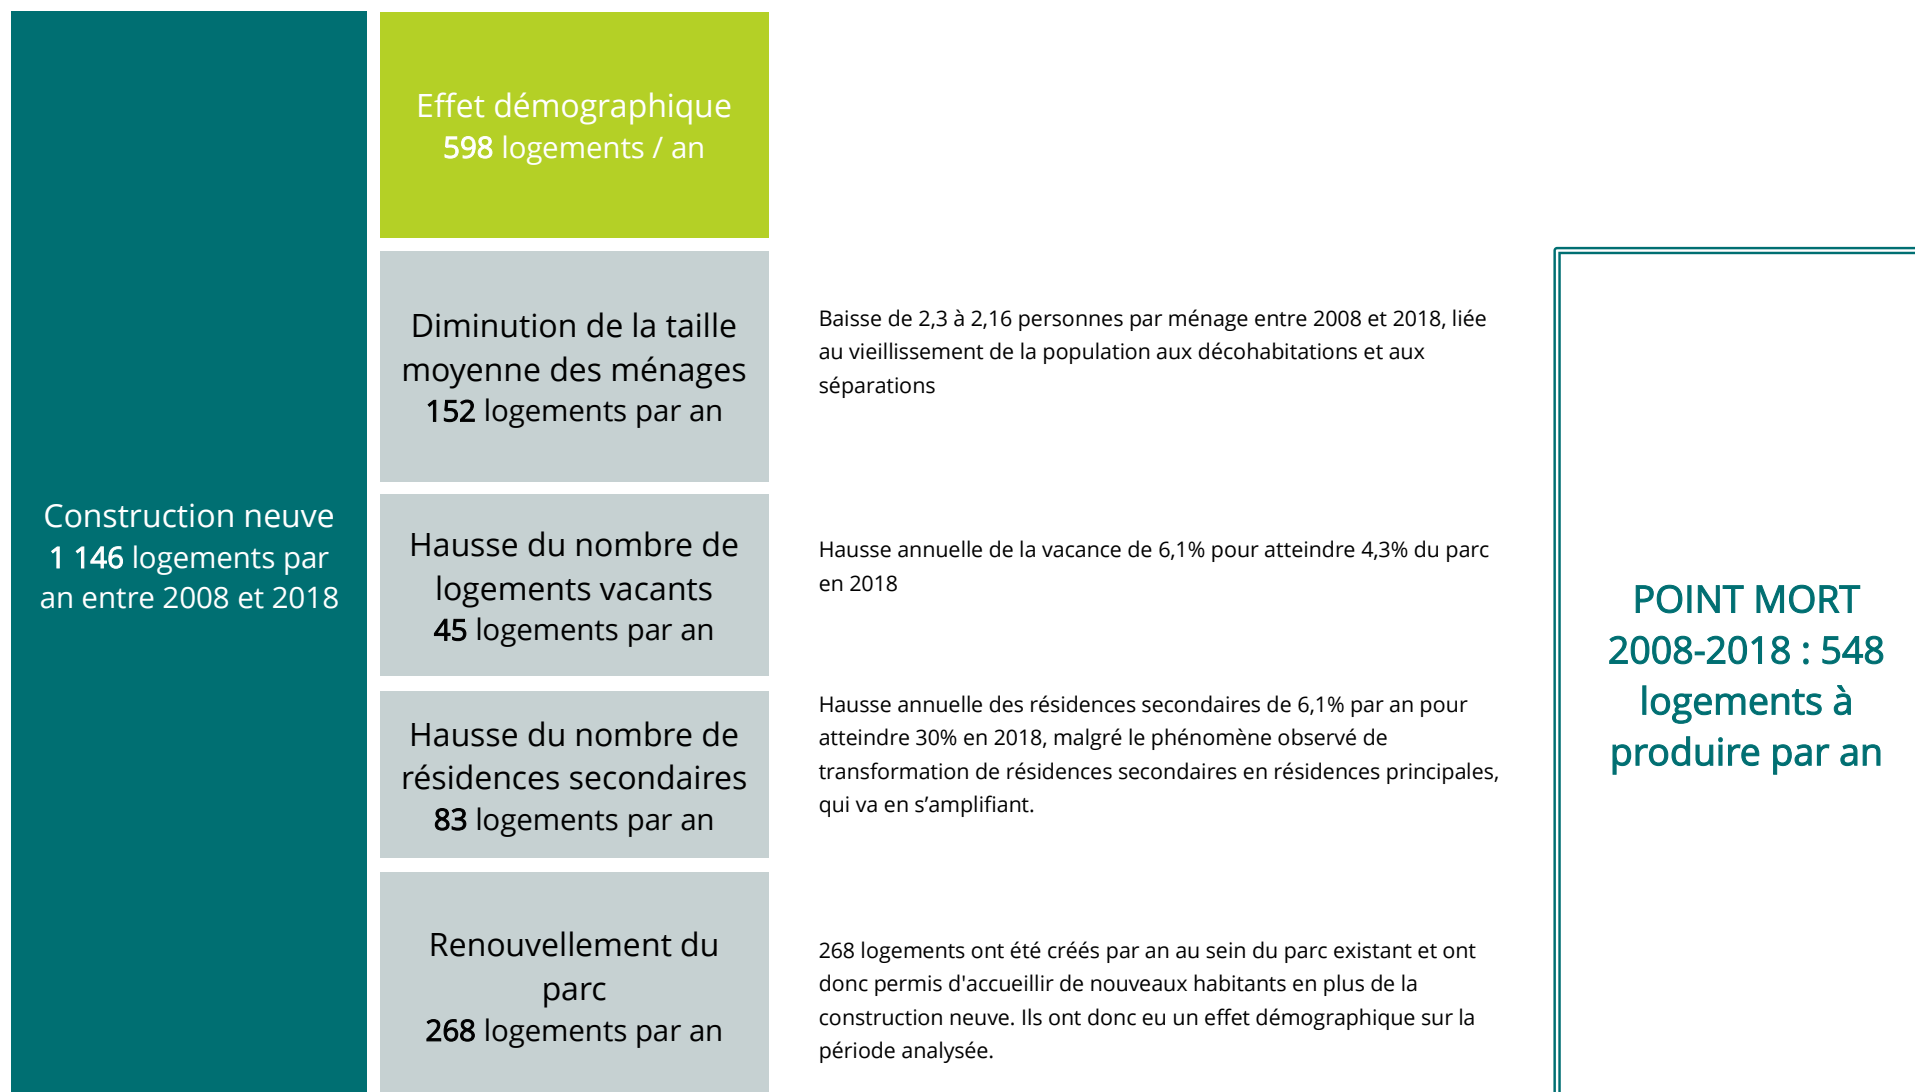 Construction neuve
1 146 logements par
an entre 2008 et 2018
Effet démographique
598 logements / an
Diminution de la taille
moyenne des ménages
152 logements par an
Baisse de 2,3 à 2,16 personnes par ménage entre 2008 et 2018, liée
au vieillissement de la population aux décohabitations et aux
séparations
Hausse du nombre de
logements vacants
45 logements par an
Hausse annuelle de la vacance de 6,1% pour atteindre 4,3% du parc
en 2018
Hausse du nombre de
résidences secondaires
83 logements par an
Hausse annuelle des résidences secondaires de 6,1% par an pour
atteindre 30% en 2018, malgré le phénomène observé de
transformation de résidences secondaires en résidences principales,
qui va en s’amplifiant.
Renouvellement du
parc
268 logements par an
268 logements ont été créés par an au sein du parc existant et ont
donc permis d'accueillir de nouveaux habitants en plus de la
construction neuve. Ils ont donc eu un effet démographique sur la
période analysée.
POINT MORT
2008-2018 : 548
logements à
produire par an